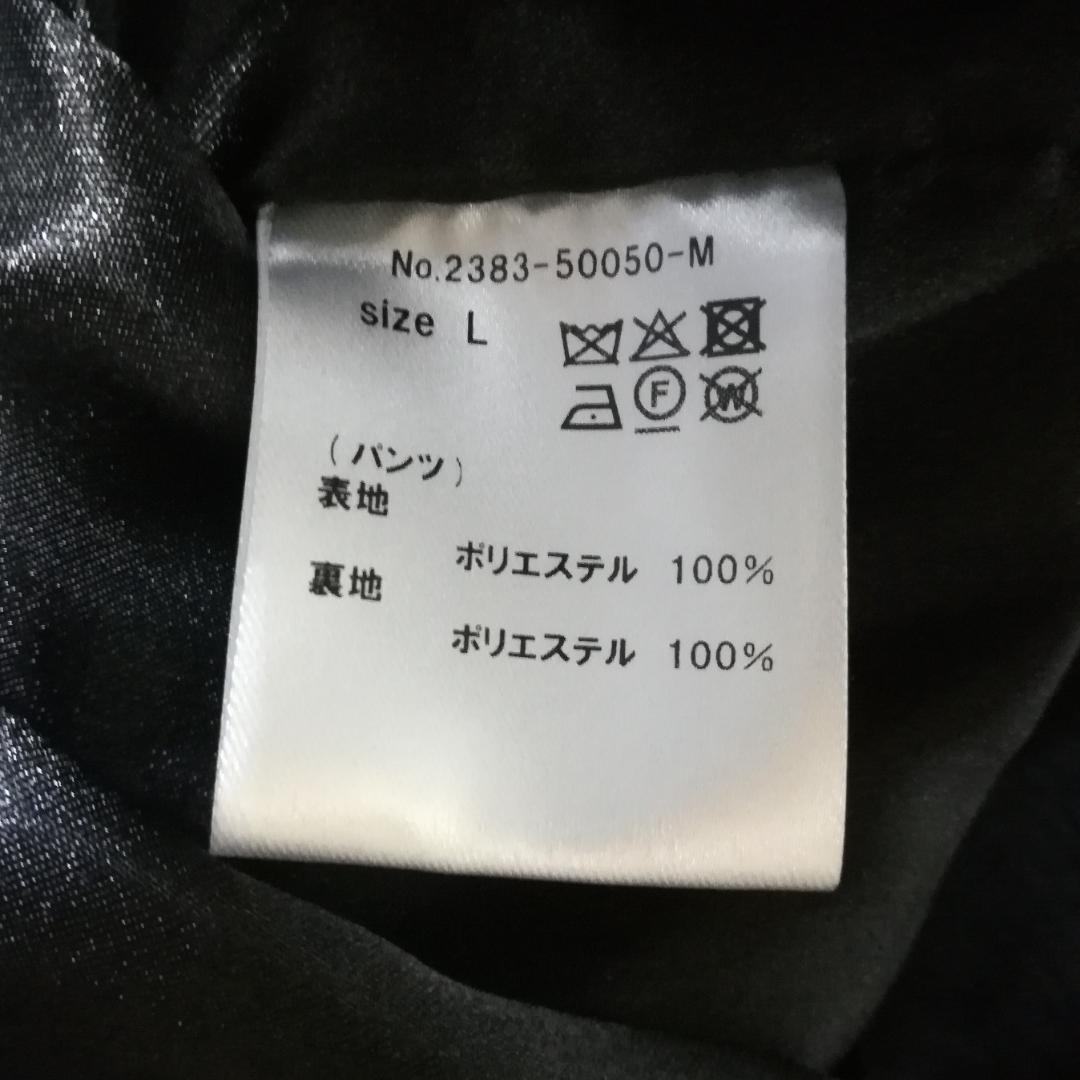 No.2383-50050-M
size L
F W
(パンツ)
表地
ポリエステル 100%
裏地
ポリエステル 100%